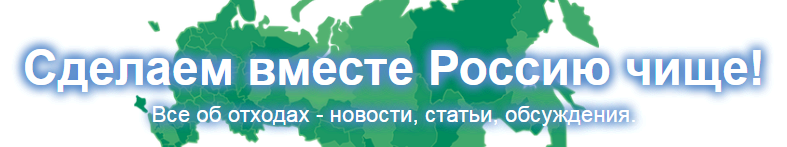 Сделаем вместе Россию чище!
Все об отходах - новости, статьи, обсуждения.